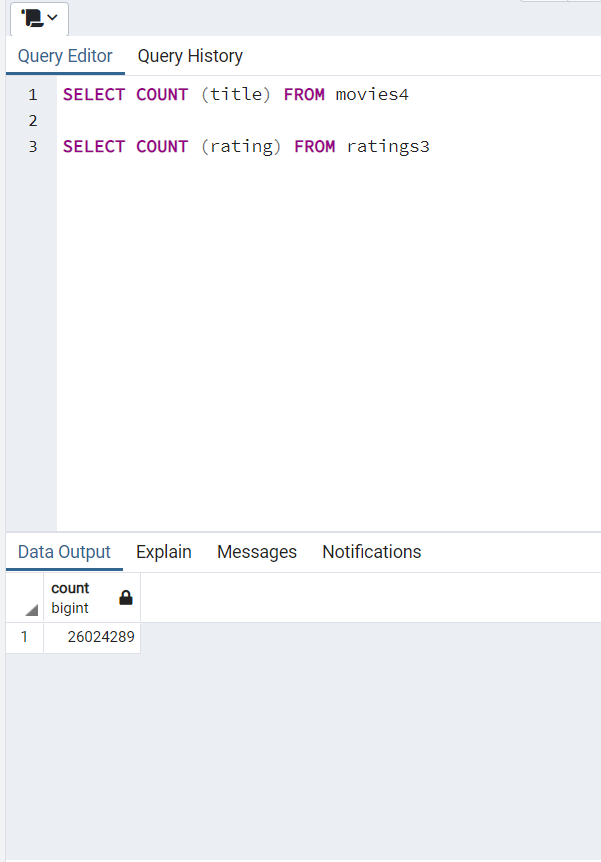 Query Editor Query History
1 SELECT COUNT (title) FROM movies4
2
3 SELECT COUNT (rating) FROM ratings3
Data Output Explain Messages Notifications
count
bigint
1 26024289